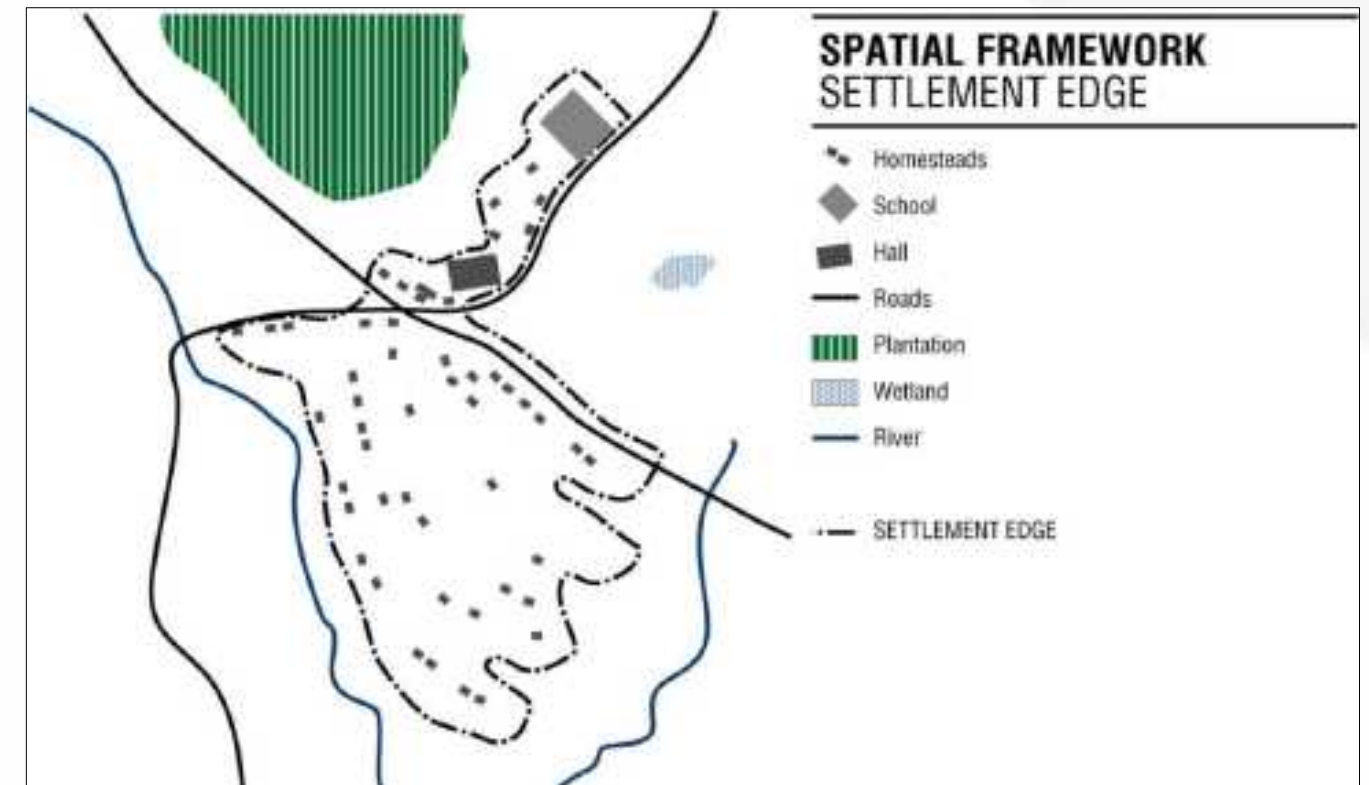 SPATIAL FRAMEWORK
SETTLEMENT EDGE
Homesteads
School
Hall
Roads
Plantation
Wetland
River
SETTLEMENT EDGE